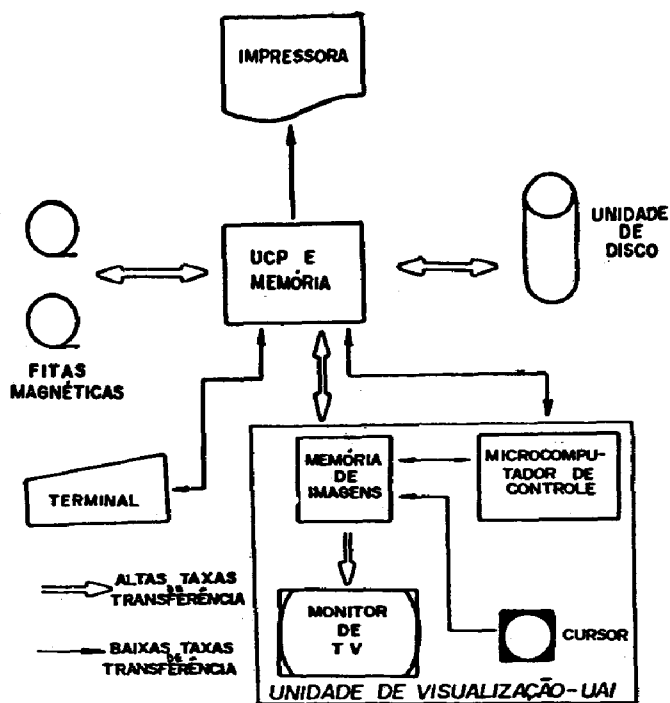 IMPRESSORA
UCP E
MEMÓRIA
UNIDADE
DE
DISCO
FITAS
MAGNÉTICAS
TERMINAL
MEMÓRIA
DE
IMAGENS
MICROCOMPU-
TADOR DE
CONTROLE
MONITOR
DE
TV
CURSOR
ALTAS TAXAS
DE
TRANSFERÊNCIA
BAIXAS TAXAS
DE
TRANSFERÊNCIA
UNIDADE DE VISUALIZAÇÃO-UAI